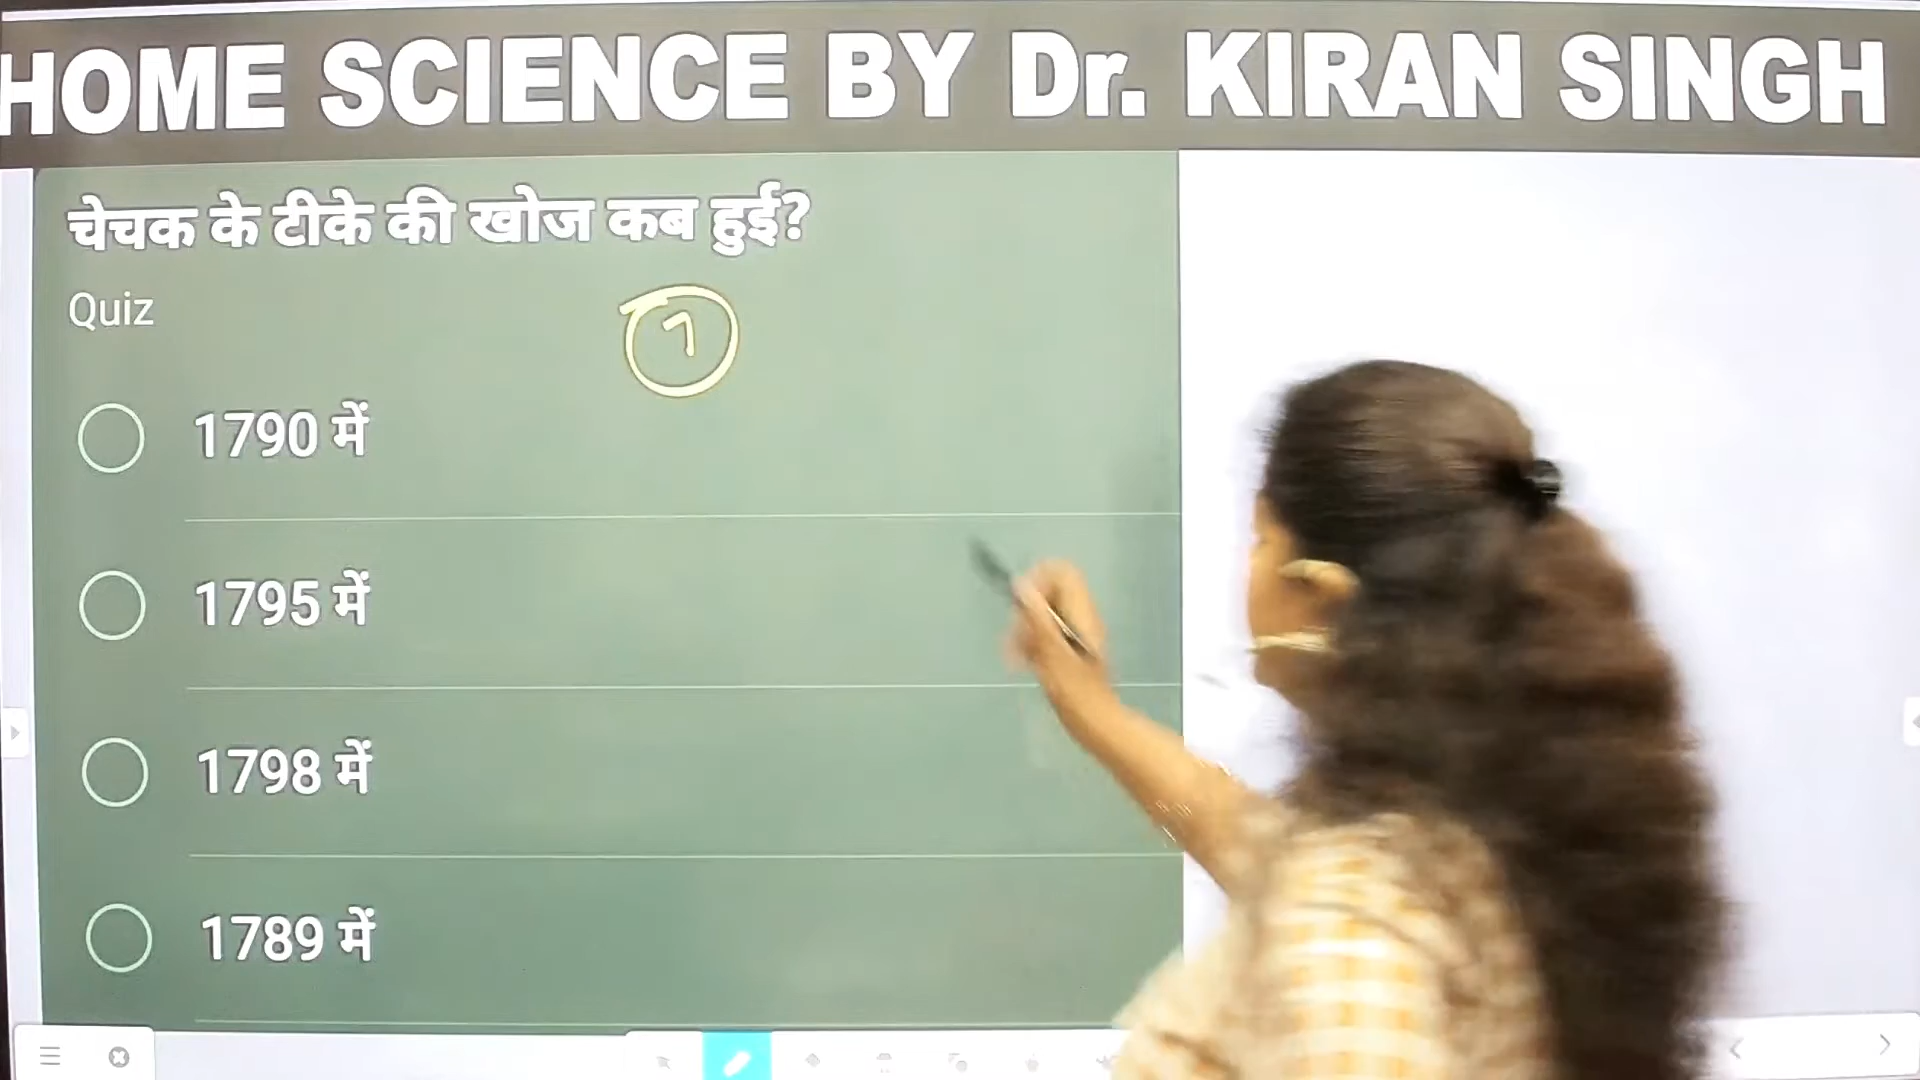 HOME SCIENCE BY Dr. KIRAN SINGH
चेचक के टीके की खोज कब हुई?
Quiz
1
1790 में
1795 में
1798 में
1789 में